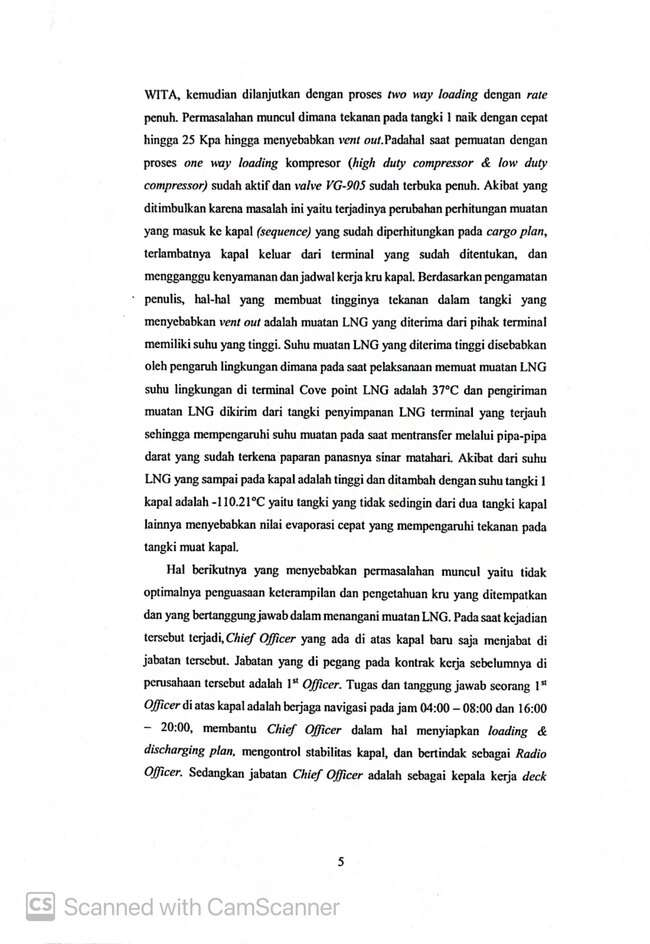 WITA, kemudian dilanjutkan dengan proses two way loading dengan rate
penuh. Permasalahan muncul dimana tekanan pada tangki 1 naik dengan cepat
hingga 25 Kpa hingga menyebabkan vent out.Padahal saat pemuatan dengan
proses one way loading kompresor (high duty compressor & low duty
compressor) sudah aktif dan valve VG-905 sudah terbuka penuh. Akibat yang
ditimbulkan karena masalah ini yaitu terjadinya perubahan perhitungan muatan
yang masuk ke kapal (sequence) yang sudah diperhitungkan pada cargo plan,
terlambatnya kapal keluar dari terminal yang sudah ditentukan, dan
mengganggu kenyamanan dan jadwal kerja kru kapal. Berdasarkan pengamatan
penulis, hal-hal yang membuat tingginya tekanan dalam tangki yang
menyebabkan vent out adalah muatan LNG yang diterima dari pihak terminal
memiliki suhu yang tinggi. Suhu muatan LNG yang diterima tinggi disebabkan
oleh pengaruh lingkungan dimana pada saat pelaksanaan memuat muatan LNG
suhu lingkungan di terminal Cove point LNG adalah 37°C dan pengiriman
muatan LNG dikirim dari tangki penyimpanan LNG terminal yang terjauh
sehingga mempengaruhi suhu muatan pada saat mentransfer melalui pipa-pipa
darat yang sudah terkena paparan panasnya sinar matahari. Akibat dari suhu
LNG yang sampai pada kapal adalah tinggi dan ditambah dengan suhu tangki 1
kapal adalah -110.21°C yaitu tangki yang tidak sedingin dari dua tangki kapal
lainnya menyebabkan nilai evaporasi cepat yang mempengaruhi tekanan pada
tangki muat kapal.
Hal berikutnya yang menyebabkan permasalahan muncul yaitu tidak
optimalnya penguasaan keterampilan dan pengetahuan kru yang ditempatkan
dan yang bertanggung jawab dalam menangani muatan LNG. Pada saat kejadian
tersebut terjadi, Chief Officer yang ada di atas kapal baru saja menjabat di
jabatan tersebut. Jabatan yang di pegang pada kontrak kerja sebelumnya di
perusahaan tersebut adalah 1st Officer. Tugas dan tanggung jawab seorang 1st
Officer di atas kapal adalah berjaga navigasi pada jam 04:00 – 08:00 dan 16:00
– 20:00, membantu Chief Officer dalam hal menyiapkan loading &
discharging plan, mengontrol stabilitas kapal, dan bertindak sebagai Radio
Officer. Sedangkan jabatan Chief Officer adalah sebagai kepala kerja deck
5
CS Scanned with CamScanner